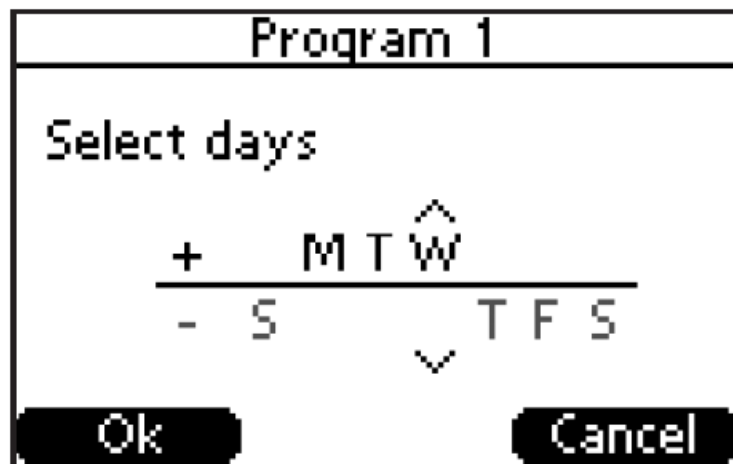 Program 1
Select days
+ M T W
- S T F S
Ok Cancel